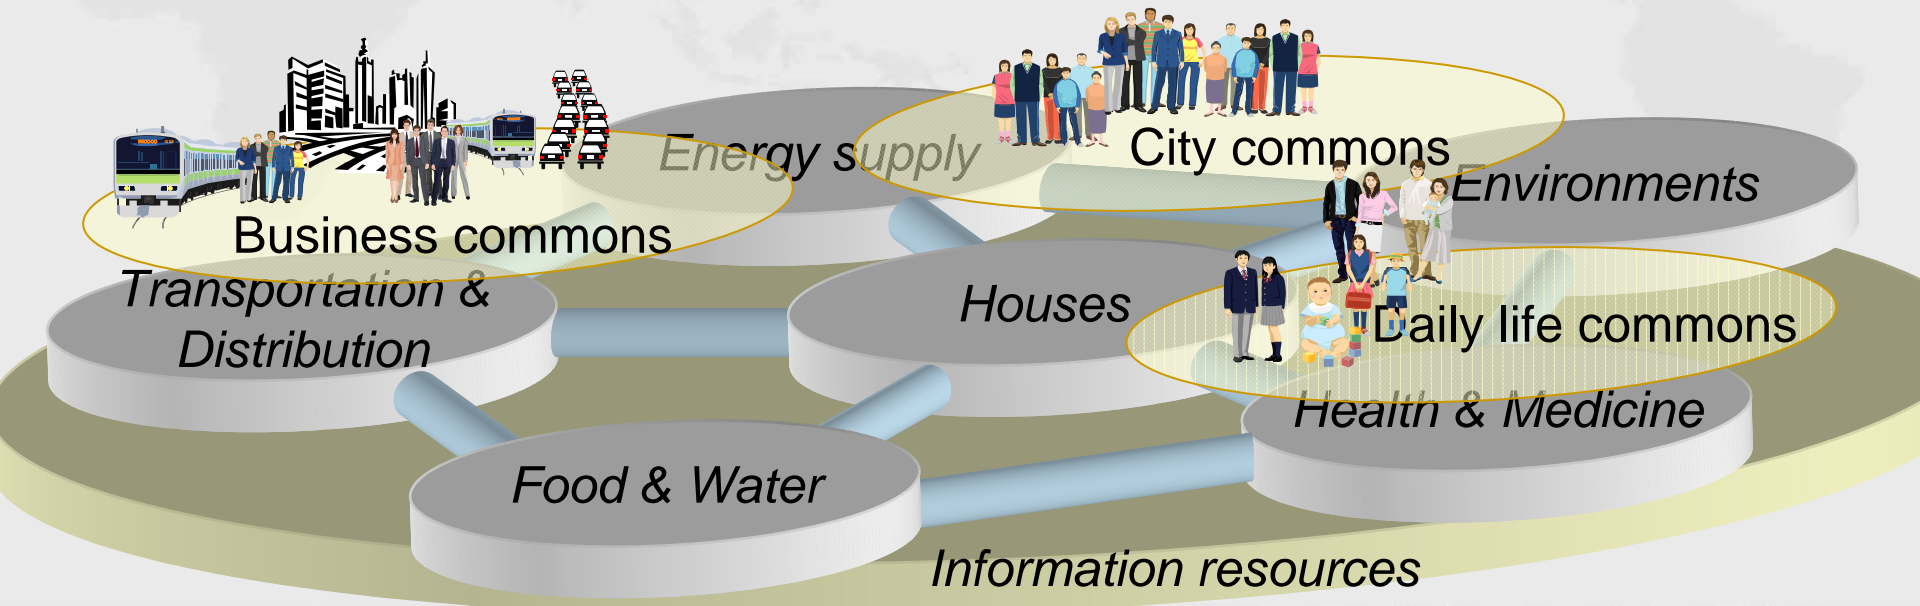 City commons
Energy supply
Environments
Business commons
Transportation &
Distribution
Houses
Daily life commons
Health & Medicine
Food & Water
Information resources